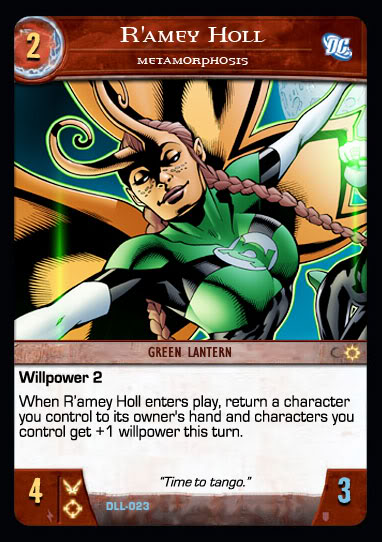 2
R'AMEY HOLL
METAMORPHOSIS
DC
GREEN LANTERN
Willpower 2
When R'amey Holl enters play, return a character
you control to its owner's hand and characters you
control get +1 willpower this turn.
"Time to tango."
4
DLL-023
3